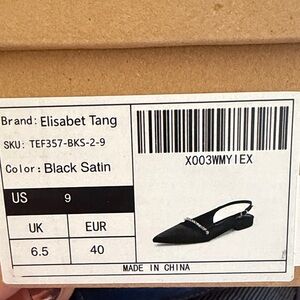 Brand: Elisabet Tang
SKU: TEF357-BKS-2-9
Color: Black Satin
X003WMYIEX
US 9
UK EUR
6.5 40
MADE IN CHINA